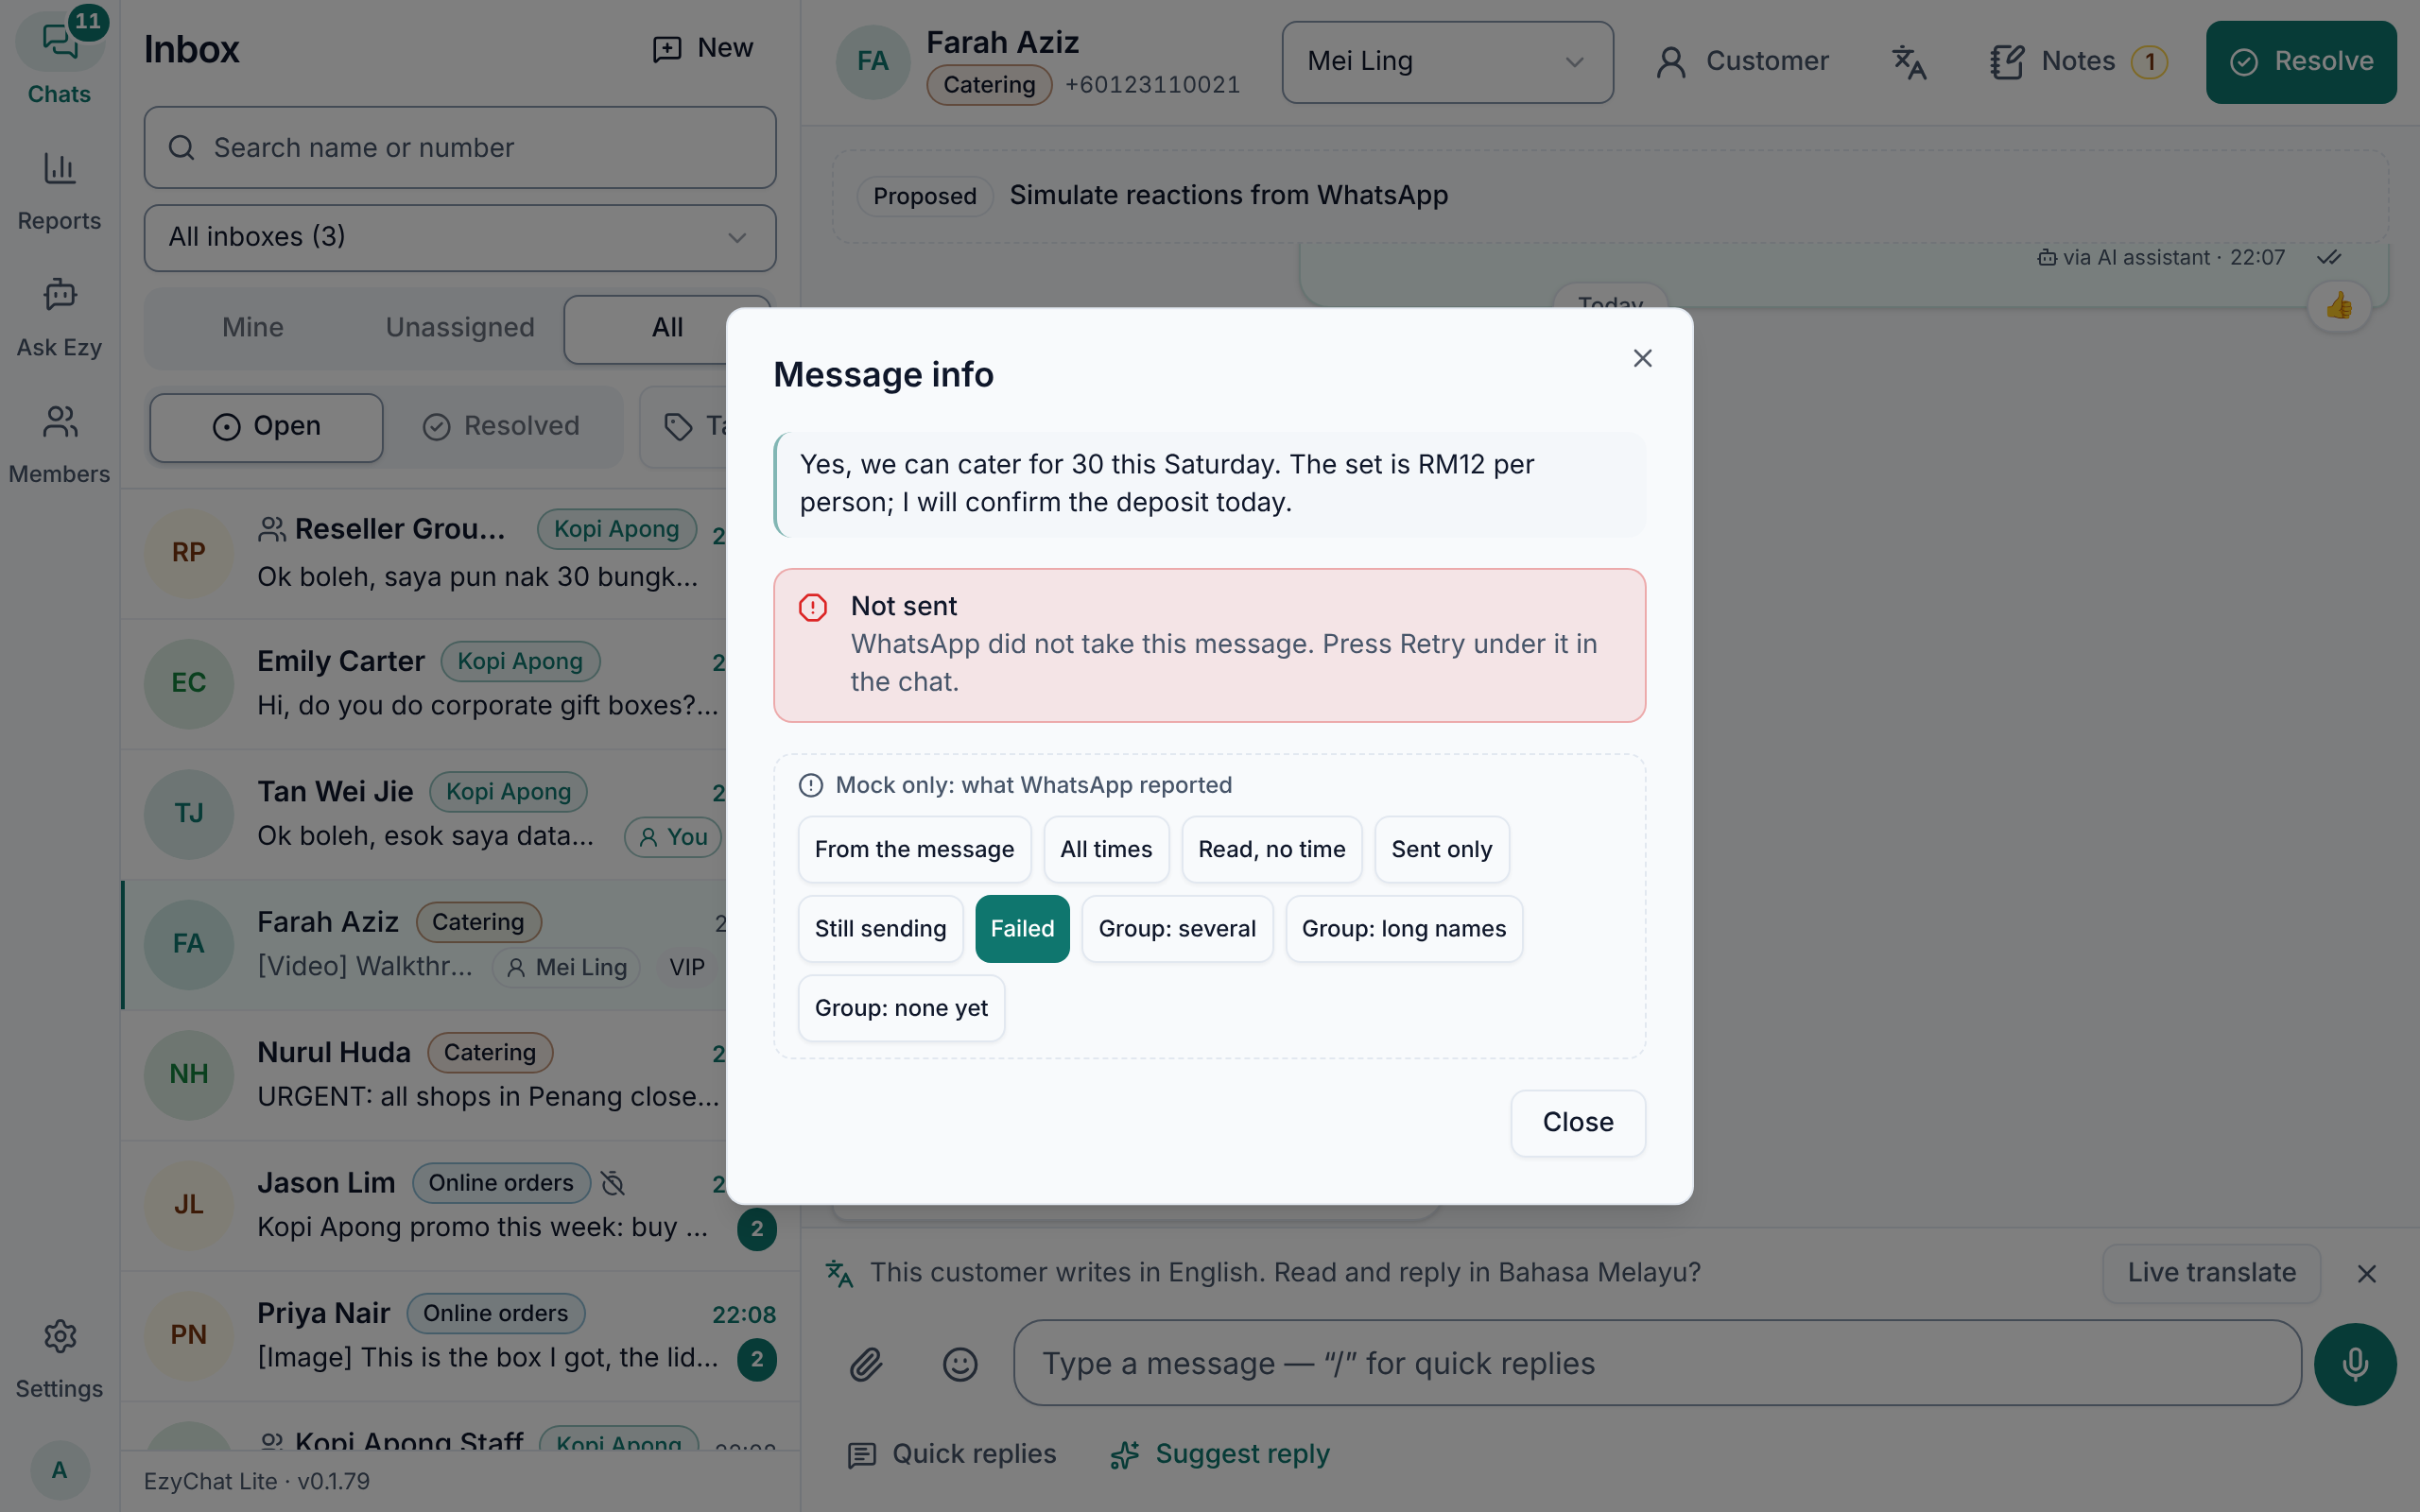 11
Chats
Reports
Ask Ezy
Members
Settings
A
Inbox
New
Search name or number
All inboxes (3)
Mine
Unassigned
All
Open
Resolved
RP
Reseller Grou...
Kopi Apong
Ok boleh, saya pun nak 30 bungk...
EC
Emily Carter
Kopi Apong
Hi, do you do corporate gift boxes?...
TJ
Tan Wei Jie
Kopi Apong
Ok boleh, esok saya data...
You
FA
Farah Aziz
Catering
[Video] Walkthr...
Mei Ling
VIP
NH
Nurul Huda
Catering
URGENT: all shops in Penang close...
JL
Jason Lim
Online orders
Kopi Apong promo this week: buy ...
2
PN
Priya Nair
Online orders
22:08
[Image] This is the box I got, the lid...
2
Kopi Apong Staff
Kopi Apong
22:08
EzyChat Lite · v0.1.79
FA
Farah Aziz
Catering
+60123110021
Mei Ling
Customer
Notes
1
Resolve
Proposed
Simulate reactions from WhatsApp
via AI assistant · 22:07
Today
Message info
Yes, we can cater for 30 this Saturday. The set is RM12 per
person; I will confirm the deposit today.
Not sent
WhatsApp did not take this message. Press Retry under it in
the chat.
Mock only: what WhatsApp reported
From the message
All times
Read, no time
Sent only
Still sending
Failed
Group: several
Group: long names
Group: none yet
Close
This customer writes in English. Read and reply in Bahasa Melayu?
Live translate
Type a message — “/” for quick replies
Quick replies
Suggest reply